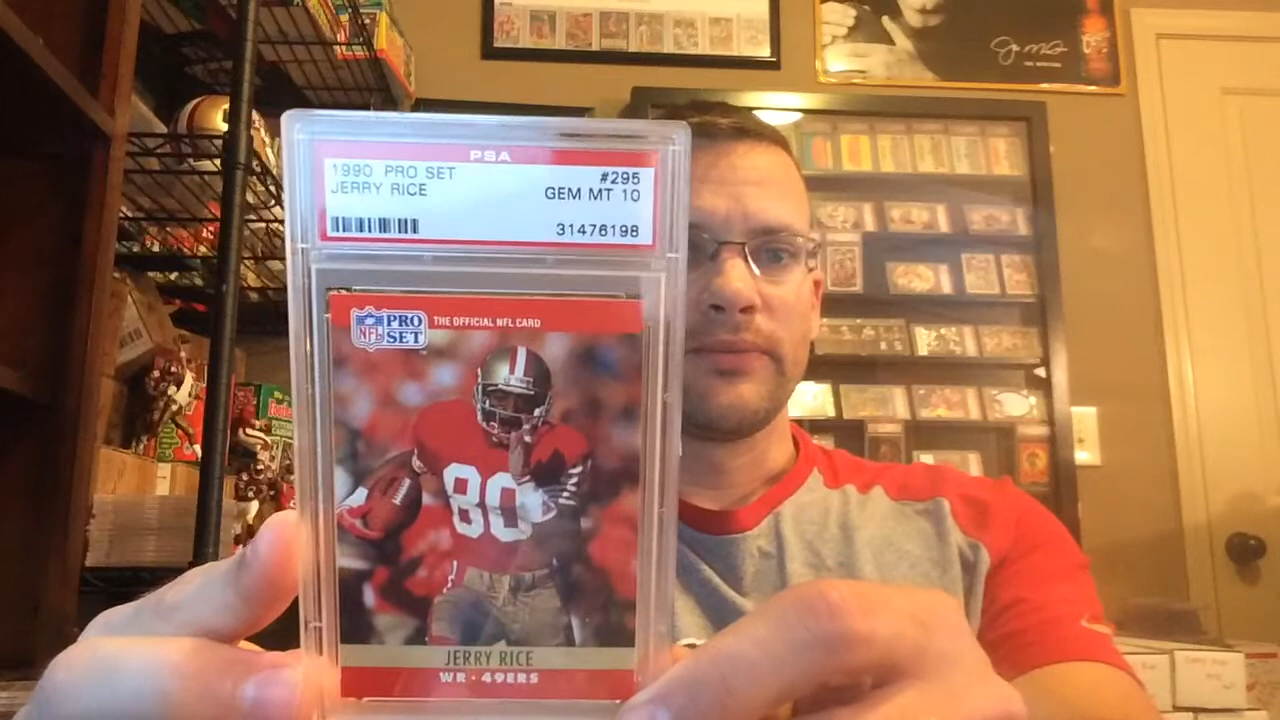 PSA
1990 PRO SET
#295
JERRY RICE
GEM MT 10
31476198
NFL
PRO
SET
THE OFFICIAL NFL CARD
80
JERRY RICE
WR • 49ERS